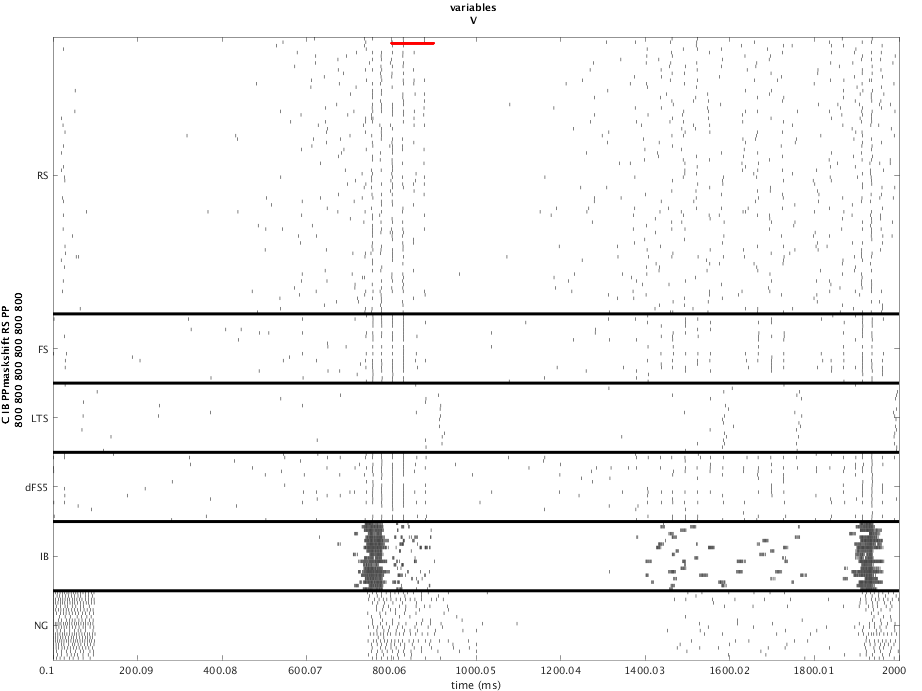 variables
V
C IB PPmaskshift RS PP
800 800 800 800 800 800
RS
FS
LTS
dFS5
IB
NG
0.1 200.09 400.08 600.07 800.06 1000.05 1200.04 1400.03 1600.02 1800.01 2000
time (ms)